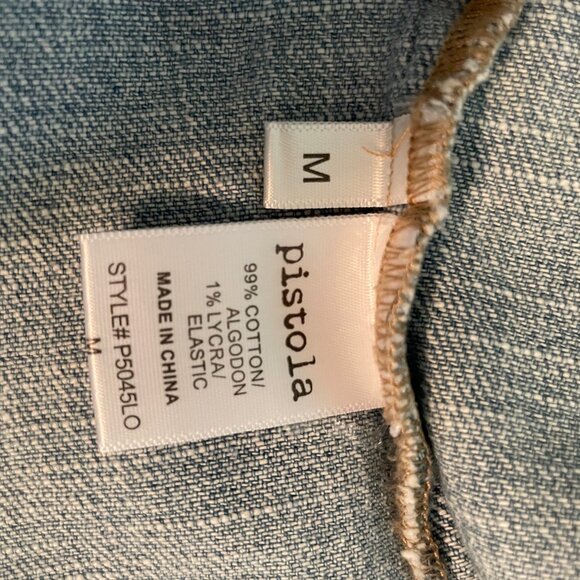 M
pistola
99% COTTON/
ALGODON
1% LYCRA/
ELASTIC
MADE IN CHINA
STYLE# P5045LO
M